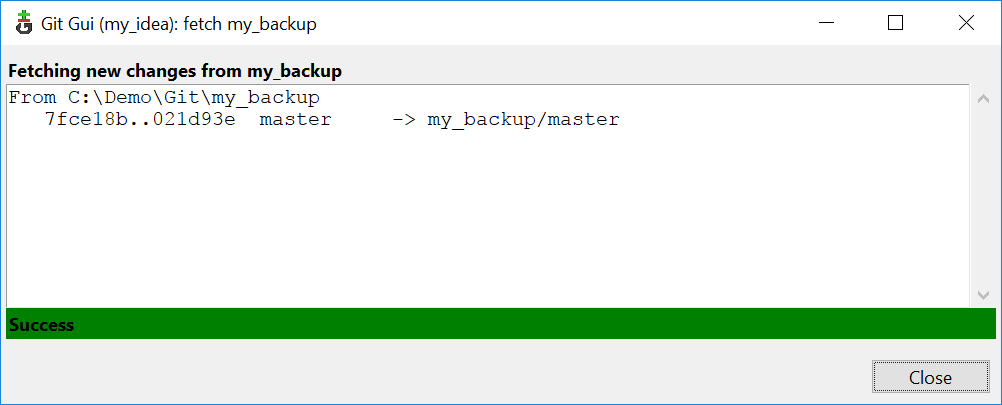 Git Gui (my_idea): fetch my_backup
Fetching new changes from my_backup
From C:\Demo\Git\my_backup
   7fce18b..021d93e  master     -> my_backup/master
Success
Close